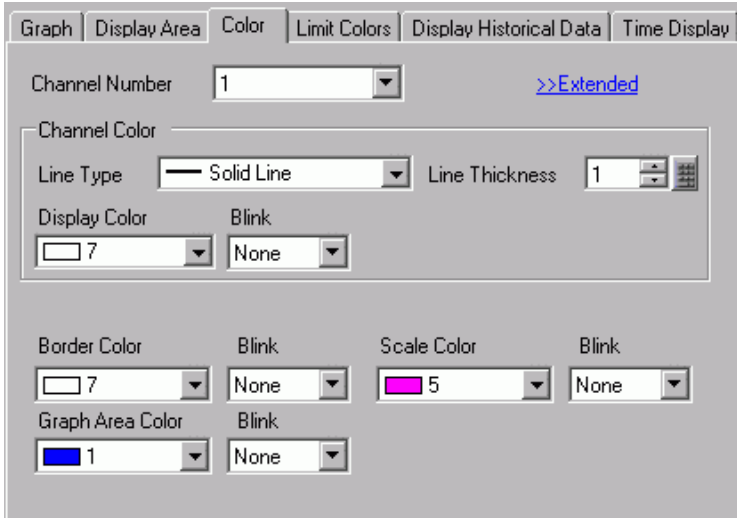 Graph Display Area Color Limit Colors Display Historical Data Time Display
Channel Number 1 >>Extended
Channel Color
Line Type Solid Line Line Thickness 1
Display Color Blink
7 None
Border Color Blink Scale Color Blink
7 None 5 None
Graph Area Color Blink
1 None